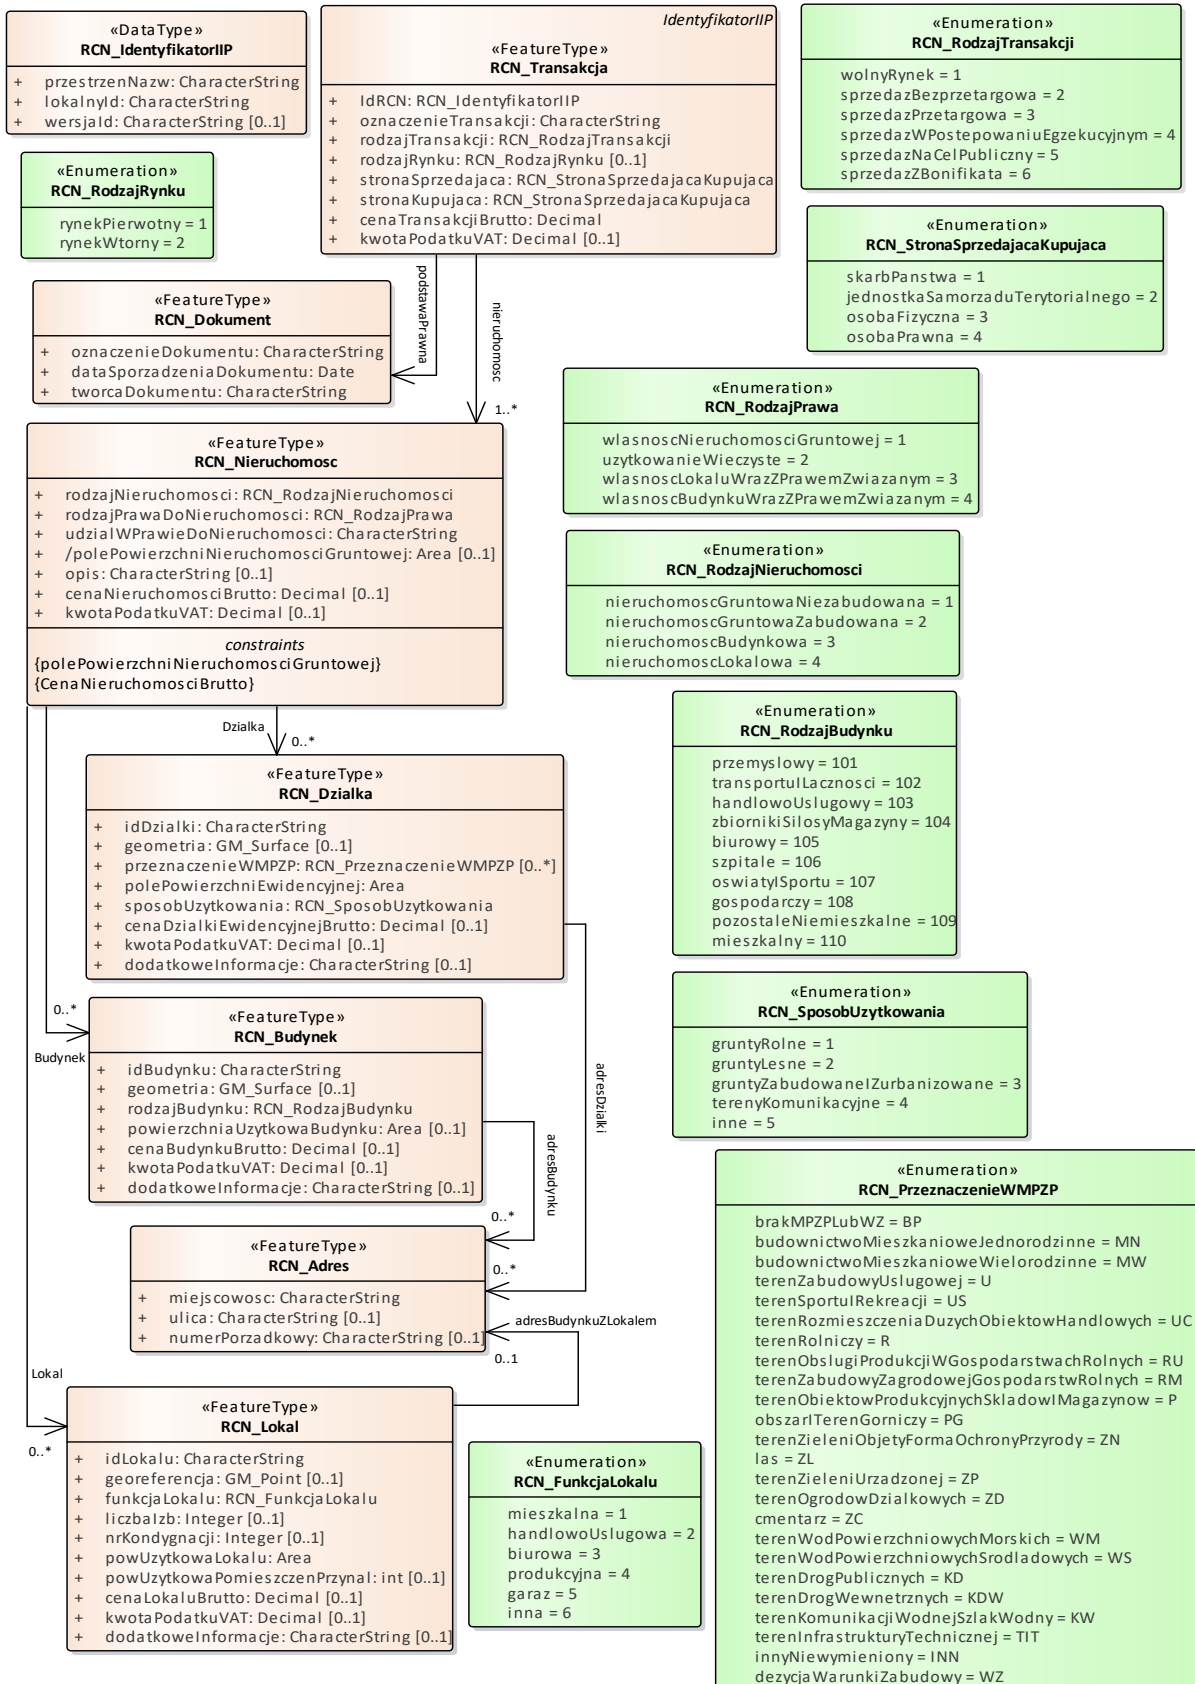 «DataType»
RCN_IdentyfikatorIIP
+ przestrzenNazw: CharacterString
+ lokalnyId: CharacterString
+ wersjaId: CharacterString [0..1]
IdentyfikatorIIP
«FeatureType»
RCN_Transakcja
+ IdRCN: RCN_IdentyfikatorIIP
+ oznaczenieTransakcji: CharacterString
+ rodzajTransakcji: RCN_RodzajTransakcji
+ rodzajRynku: RCN_RodzajRynku [0..1]
+ stronaSprzedajaca: RCN_StronaSprzedajacaKupujaca
+ stronaKupujaca: RCN_StronaSprzedajacaKupujaca
+ cenaTransakcjiBrutto: Decimal
+ kwotaPodatkuVAT: Decimal [0..1]
«Enumeration»
RCN_RodzajTransakcji
wolnyRynek = 1
sprzedazBezprzetargowa = 2
sprzedazPrzetargowa = 3
sprzedazWPostepowaniuEgzekucyjnym = 4
sprzedazNaCelPubliczny = 5
sprzedazZBonifikata = 6
«Enumeration»
RCN_RodzajRynku
rynekPierwotny = 1
rynekWtorny = 2
«Enumeration»
RCN_StronaSprzedajacaKupujaca
skarbPanstwa = 1
jednostkaSamorzaduTerytorialnego = 2
osobaFizyczna = 3
osobaPrawna = 4
podstawaPrawna
nieruchomosc
1..*
«FeatureType»
RCN_Dokument
+ oznaczenieDokumentu: CharacterString
+ dataSporzadzeniaDokumentu: Date
+ tworcaDokumentu: CharacterString
«Enumeration»
RCN_RodzajPrawa
wlasnoscNieruchomosciGruntowej = 1
uzytkowanieWieczyste = 2
wlasnoscLokaluWrazZPrawemZwiazanym = 3
wlasnoscBudynkuWrazZPrawemZwiazanym = 4
«FeatureType»
RCN_Nieruchomosc
+ rodzajNieruchomosci: RCN_RodzajNieruchomosci
+ rodzajPrawaDoNieruchomosci: RCN_RodzajPrawa
+ udzialWPrawieDoNieruchomosci: CharacterString
+ /polePowierzchniNieruchomosciGruntowej: Area [0..1]
+ opis: CharacterString [0..1]
+ cenaNieruchomosciBrutto: Decimal [0..1]
+ kwotaPodatkuVAT: Decimal [0..1]
constraints
{polePowierzchniNieruchomosciGruntowej}
{CenaNieruchomosciBrutto}
«Enumeration»
RCN_RodzajNieruchomosci
nieruchomoscGruntowaNiezabudowana = 1
nieruchomoscGruntowaZabudowana = 2
nieruchomoscBudynkowa = 3
nieruchomoscLokalowa = 4
Dzialka
0..*
«FeatureType»
RCN_Dzialka
+ idDzialki: CharacterString
+ geometria: GM_Surface [0..1]
+ przeznaczenieWMPZP: RCN_PrzeznaczenieWMPZP [0..*]
+ polePowierzchniEwidencyjnej: Area
+ sposobUzytkowania: RCN_SposobUzytkowania
+ cenaDzialkiEwidencyjnejBrutto: Decimal [0..1]
+ kwotaPodatkuVAT: Decimal [0..1]
+ dodatkoweInformacje: CharacterString [0..1]
«Enumeration»
RCN_RodzajBudynku
przemyslowy = 101
transportuILacznosci = 102
handlowoUslugowy = 103
zbiornikiSilosyMagazyny = 104
biurowy = 105
szpitale = 106
oswiatyISportu = 107
gospodarczy = 108
pozostaleNiemieszkalne = 109
mieszkalny = 110
0..*
Budynek
«FeatureType»
RCN_Budynek
+ idBudynku: CharacterString
+ geometria: GM_Surface [0..1]
+ rodzajBudynku: RCN_RodzajBudynku
+ powierzchniaUzytkowaBudynku: Area [0..1]
+ cenaBudynkuBrutto: Decimal [0..1]
+ kwotaPodatkuVAT: Decimal [0..1]
+ dodatkoweInformacje: CharacterString [0..1]
adresBudynku
0..*
adresDzialki
0..*
«Enumeration»
RCN_SposobUzytkowania
gruntyRolne = 1
gruntyLesne = 2
gruntyZabudowaneIZurbanizowane = 3
terenyKomunikacyjne = 4
inne = 5
«FeatureType»
RCN_Adres
+ miejscowosc: CharacterString
+ ulica: CharacterString [0..1]
+ numerPorzadkowy: CharacterString [0..1]
adresBudynkuZLokalem
0..1
Lokal
0..*
«FeatureType»
RCN_Lokal
+ idLokalu: CharacterString
+ georeferencja: GM_Point [0..1]
+ funkcjaLokalu: RCN_FunkcjaLokalu
+ liczbaIzb: Integer [0..1]
+ nrKondygnacji: Integer [0..1]
+ powUzytkowaLokalu: Area
+ powUzytkowaPomieszczenPrzynal: int [0..1]
+ cenaLokaluBrutto: Decimal [0..1]
+ kwotaPodatkuVAT: Decimal [0..1]
+ dodatkoweInformacje: CharacterString [0..1]
«Enumeration»
RCN_FunkcjaLokalu
mieszkalna = 1
handlowoUslugowa = 2
biurowa = 3
produkcyjna = 4
garaz = 5
inna = 6
«Enumeration»
RCN_PrzeznaczenieWMPZP
brakMPZPLubWZ = BP
budownictwoMieszkanioweJednorodzinne = MN
budownictwoMieszkanioweWielorodzinne = MW
terenZabudowyUslugowej = U
terenSportuIRekreacji = US
terenRozmieszczeniaDuzychObiektowHandlowych = UC
terenRolniczy = R
terenObslugiProdukcjiWGospodarstwachRolnych = RU
terenZabudowyZagrodowejGospodarstwRolnych = RM
terenObiektowProdukcyjnychSkladowIMagazynow = P
obszarITerenGorniczy = PG
terenZieleniObjetyFormaOchronyPrzyrody = ZN
las = ZL
terenZieleniUrzadzonej = ZP
terenOgrodowDzialkowych = ZD
cmentarz = ZC
terenWodPowierzchniowychMorskich = WM
terenWodPowierzchniowychSrodladowych = WS
terenDrogPublicznych = KD
terenDrogWewnetrznych = KDW
terenKomunikacjiWodnejSzlakWodny = KW
terenInfrastrukturyTechnicznej = TIT
innyNiewymieniony = INN
dezycjaWarunkiZabudowy = WZ